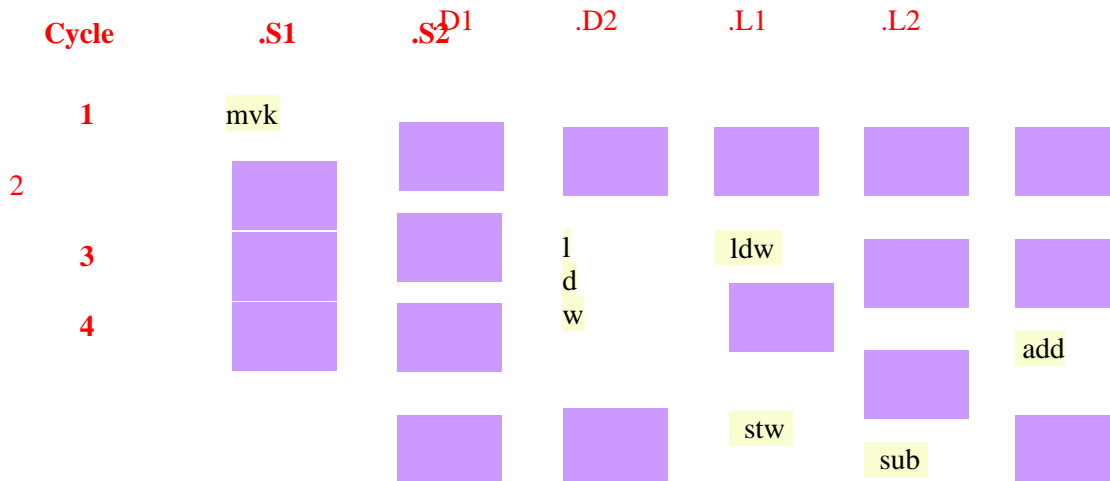 Cycle .S1 .S2 .D1 .D2 .L1 .L2
1 mvk
2
3 l ldw
d
4 w
add
stw
sub